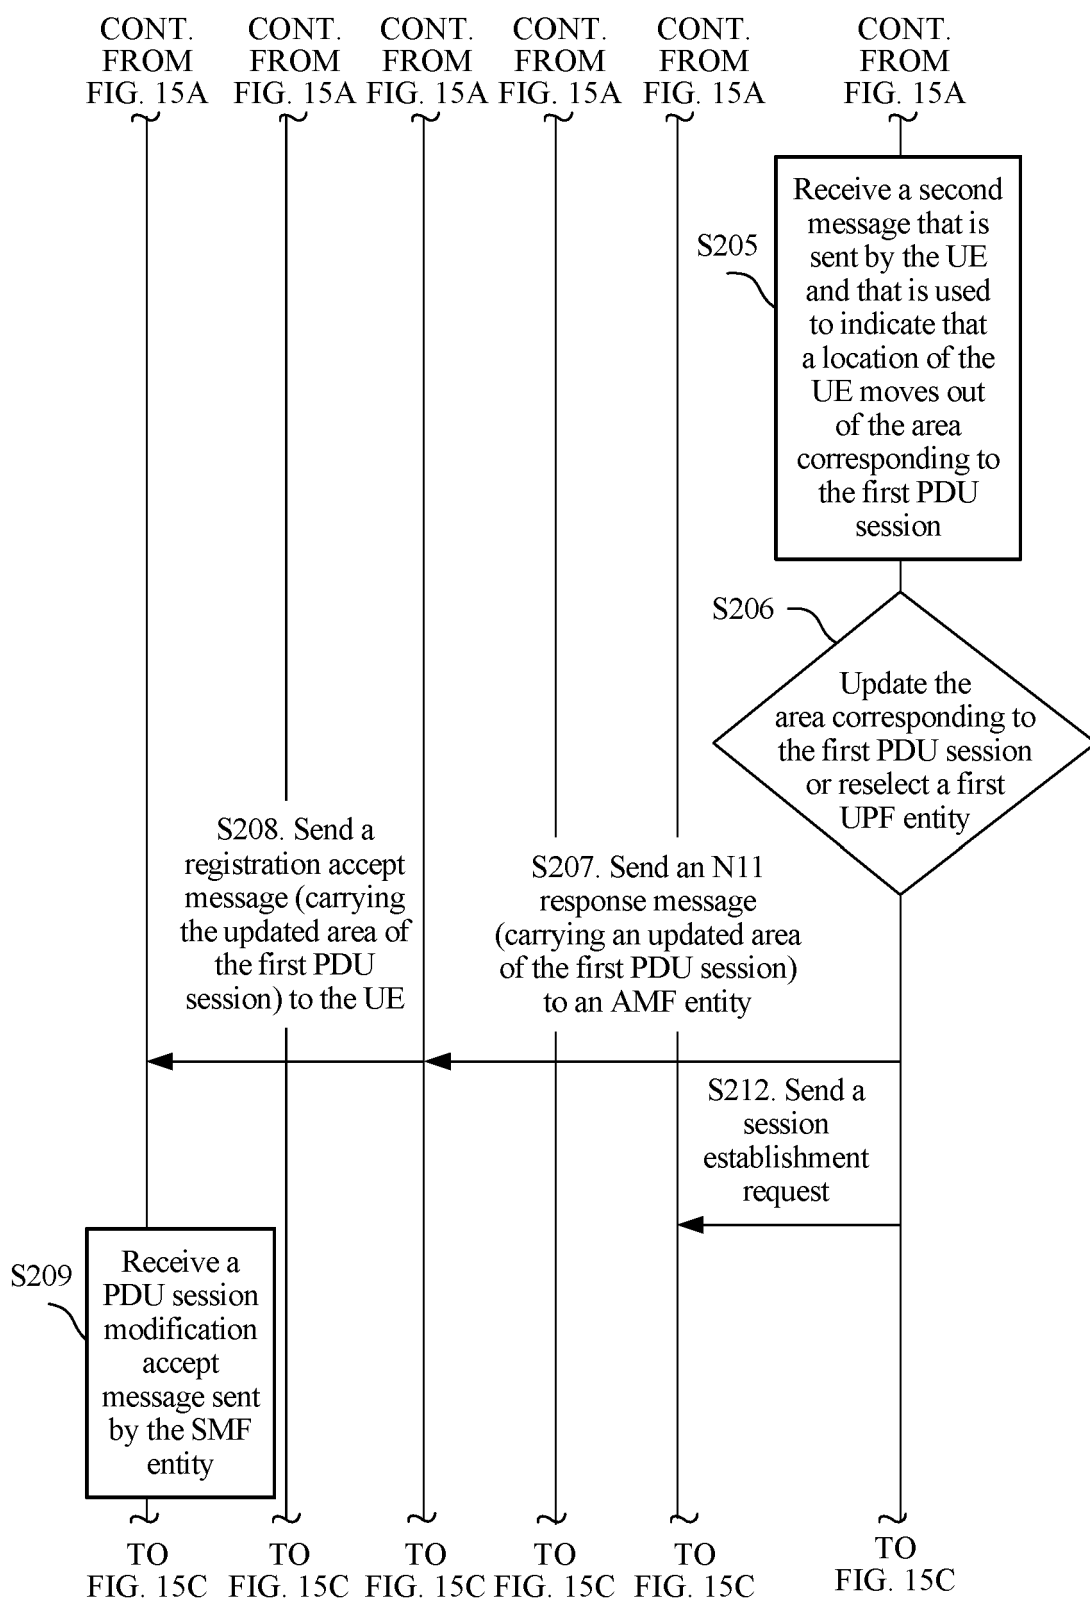 CONT.
FROM
FIG. 15A
CONT.
FROM
FIG. 15A
CONT.
FROM
FIG. 15A
CONT.
FROM
FIG. 15A
CONT.
FROM
FIG. 15A
CONT.
FROM
FIG. 15A
S205
Receive a second
message that is
sent by the UE
and that is used
to indicate that
a location of the
UE moves out
of the area
corresponding to
the first PDU
session
S206
Update the
area corresponding to
the first PDU session
or reselect a first
UPF entity
S208. Send a
registration accept
message (carrying
the updated area of
the first PDU
session) to the UE
S207. Send an N11
response message
(carrying an updated area
of the first PDU session)
to an AMF entity
S212. Send a
session
establishment
request
S209
Receive a
PDU session
modification
accept
message sent
by the SMF
entity
TO
FIG. 15C
TO
FIG. 15C
TO
FIG. 15C
TO
FIG. 15C
TO
FIG. 15C
TO
FIG. 15C